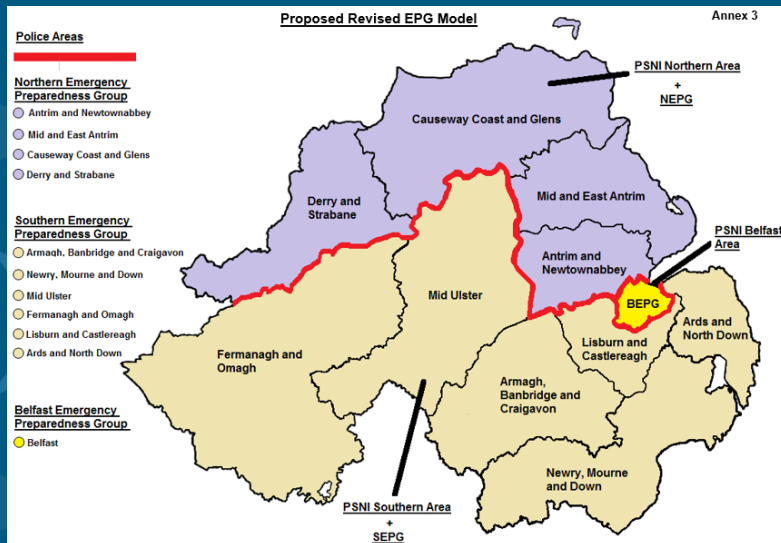 Proposed Revised EPG Model
Annex 3
Police Areas
Northern Emergency
Preparedness Group
Antrim and Newtownabbey
Mid and East Antrim
Causeway Coast and Glens
Derry and Strabane
Southern Emergency
Preparedness Group
Armagh, Banbridge and Craigavon
Newry, Mourne and Down
Mid Ulster
Fermanagh and Omagh
Lisburn and Castlereagh
Ards and North Down
Belfast Emergency
Preparedness Group
Belfast
PSNI Northern Area
+
NEPG
Causeway Coast and Glens
Derry and
Strabane
Mid and East Antrim
Antrim and
Newtownabbey
PSNI Belfast
Area
BEPG
Mid Ulster
Ards and
North Down
Lisburn and
Castlereagh
Fermanagh and
Omagh
Armagh,
Banbridge and
Craigavon
Newry, Mourne
and Down
PSNI Southern Area
+
SEPG